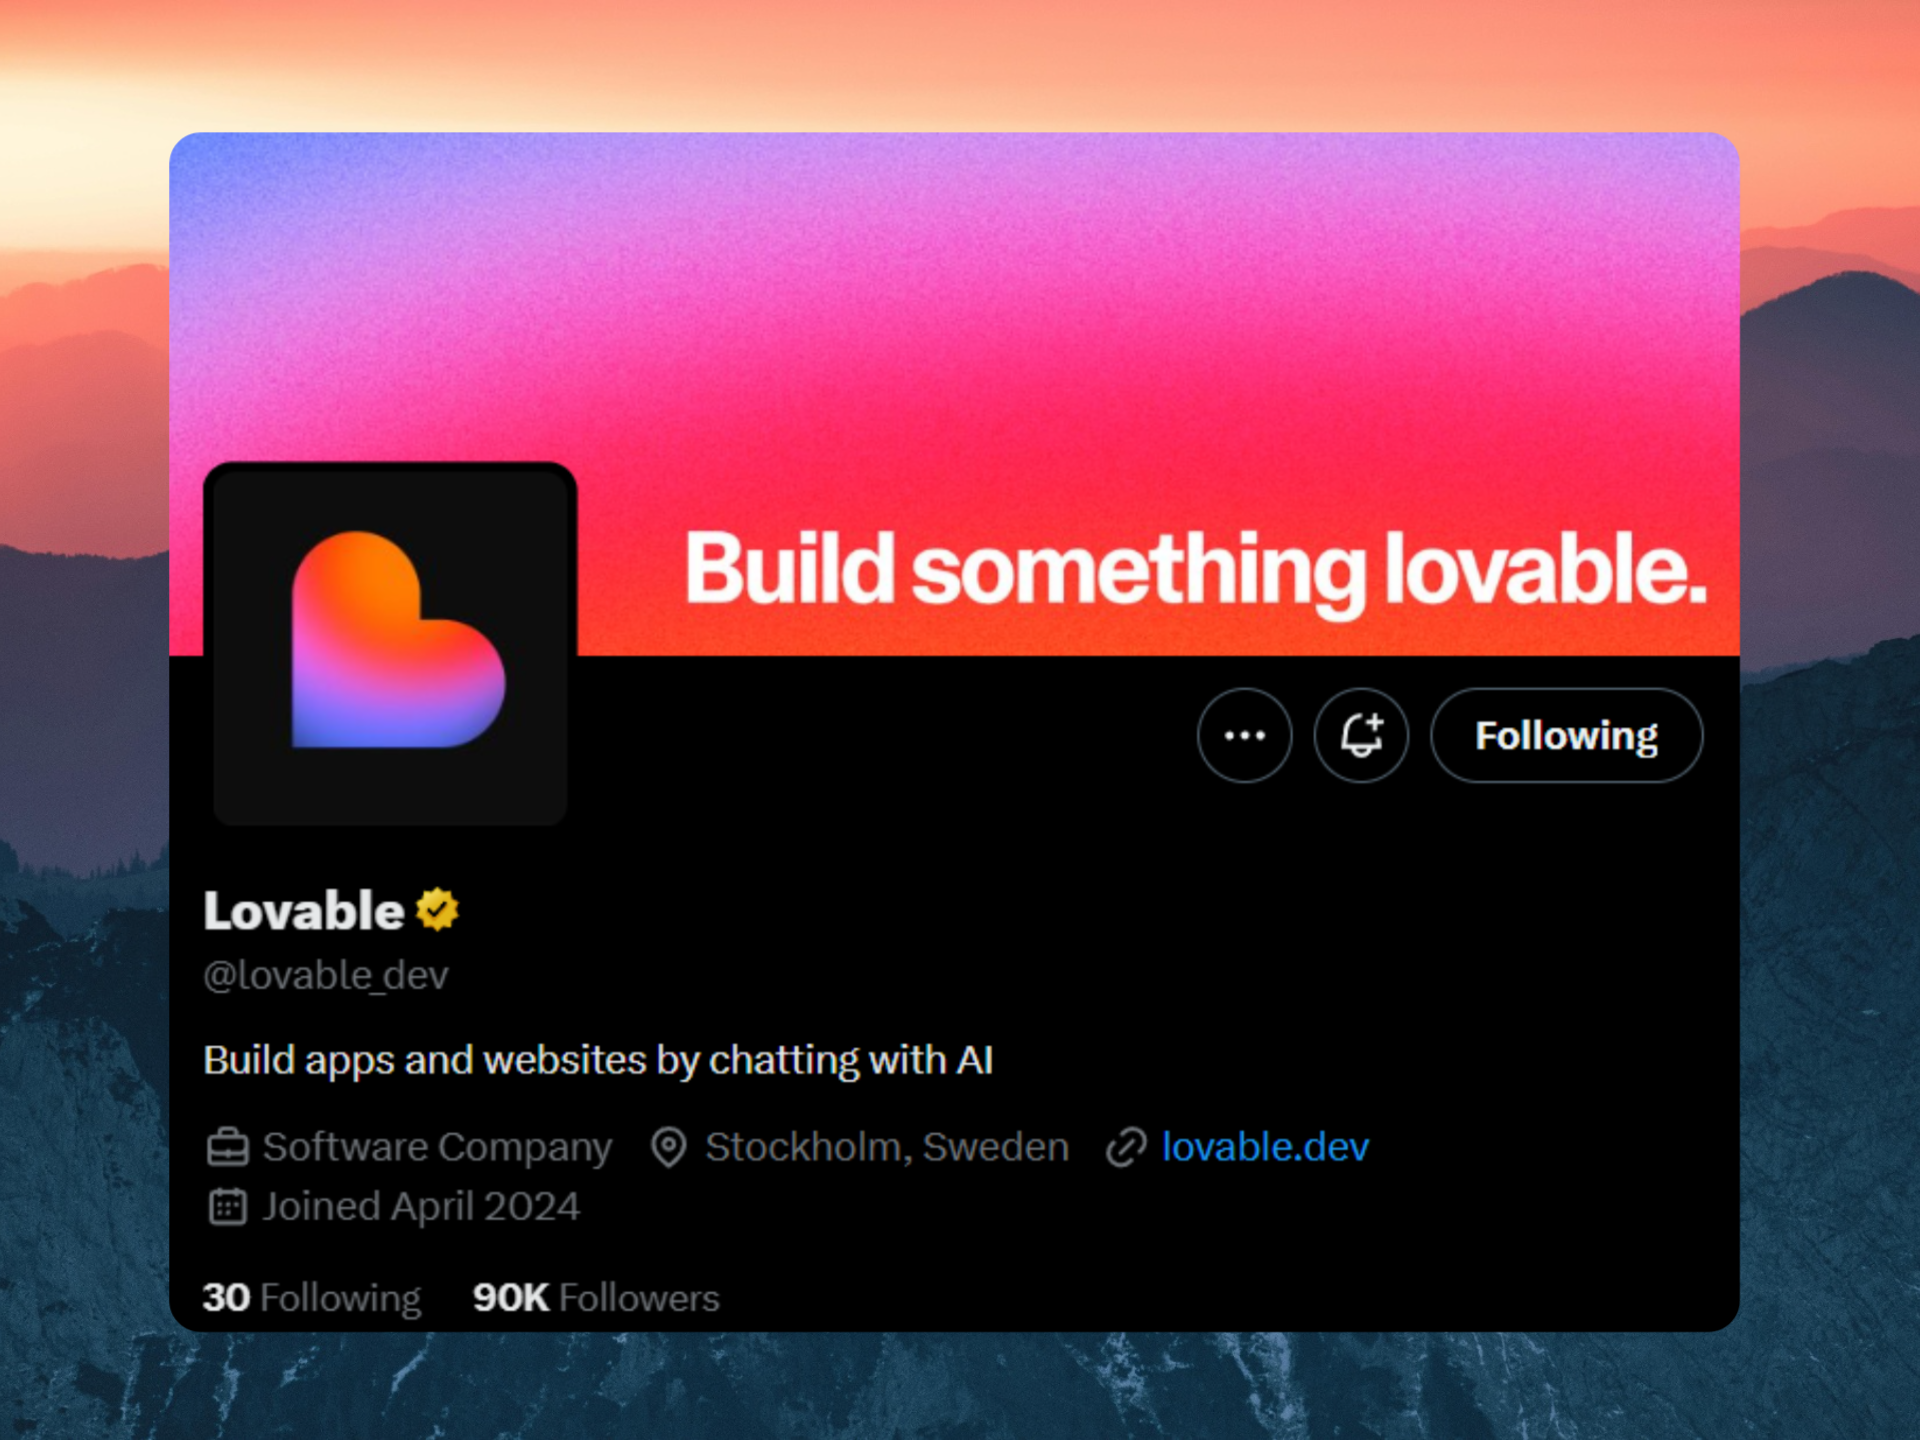 Build something lovable.
Following
Lovable
@lovable_dev
Build apps and websites by chatting with AI
Software Company Stockholm, Sweden lovable.dev
Joined April 2024
30 Following 90K Followers